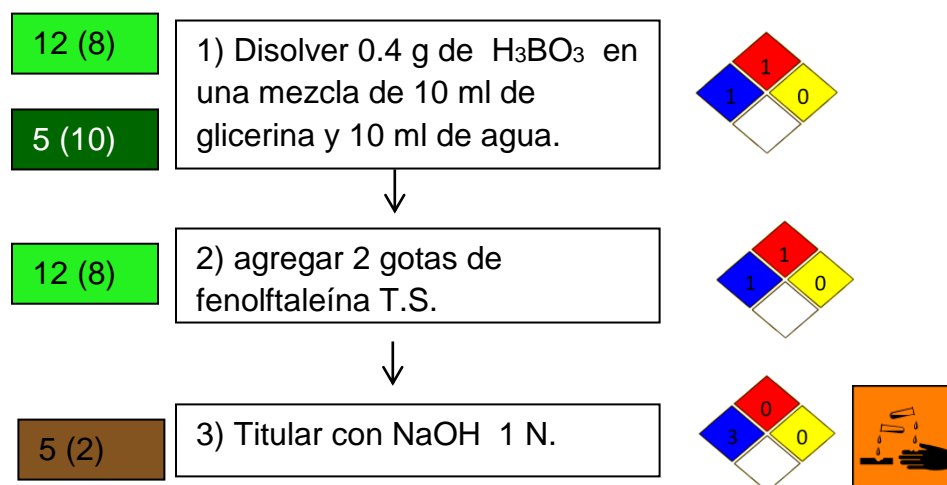 12 (8)
5 (10)
1) Disolver 0.4 g de H₃BO₃ en
una mezcla de 10 ml de
glicerina y 10 ml de agua.
1
1
0
12 (8)
2) agregar 2 gotas de
fenolftaleína T.S.
1
1
0
5 (2)
3) Titular con NaOH 1 N.
0
3
0